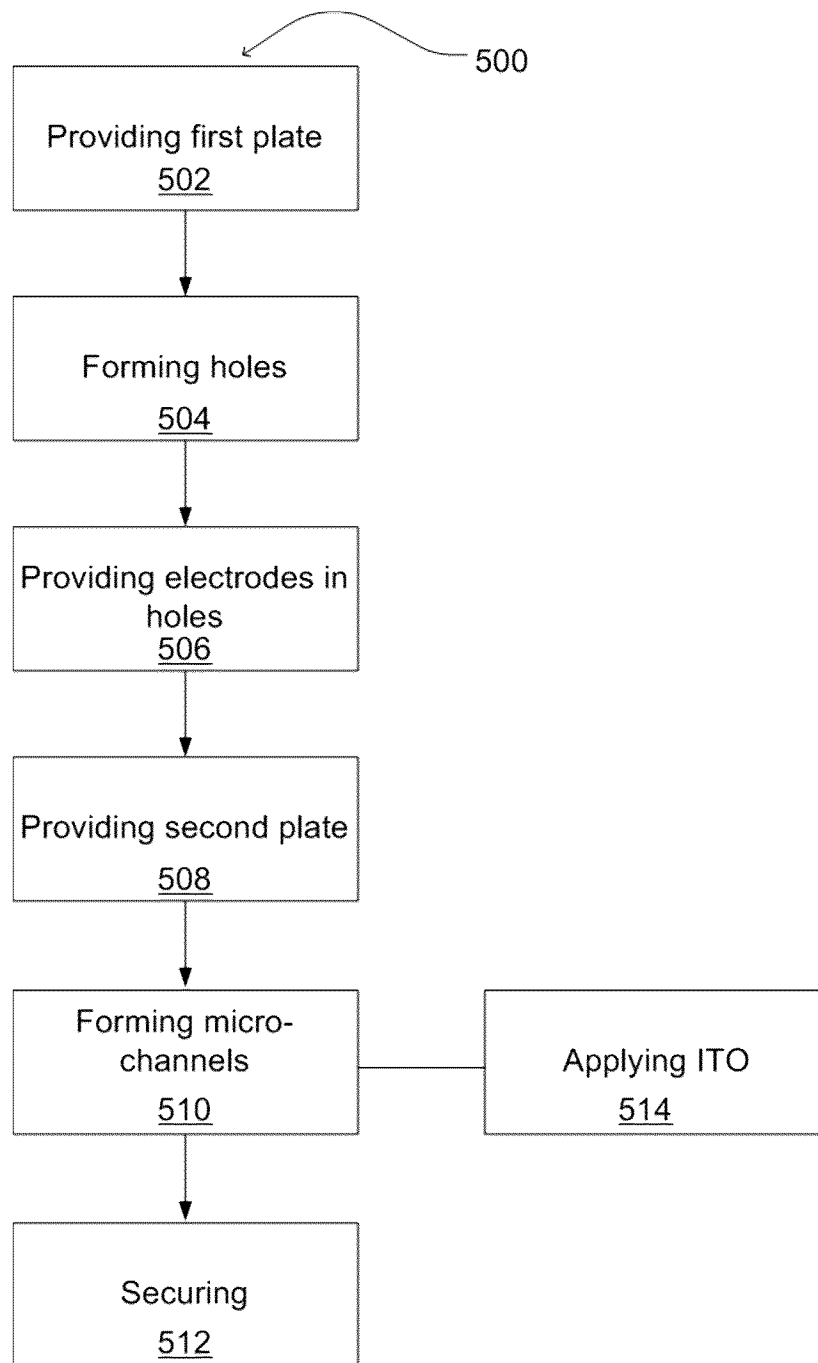 500
Providing first plate
502
Forming holes
504
Providing electrodes in
holes
506
Providing second plate
508
Forming micro-
channels
510
Applying ITO
514
Securing
512